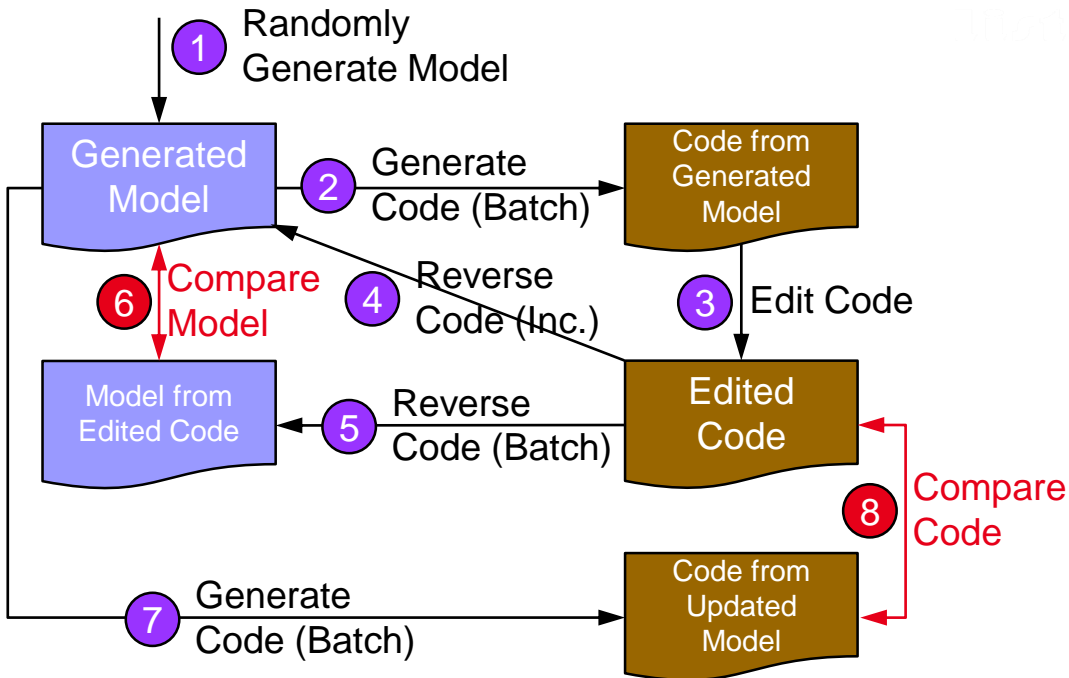 1
Randomly
Generate Model
Generated
Model
2
Generate
Code (Batch)
Code from
Generated
Model
6
Compare
Model
4
Reverse
Code (Inc.)
3
Edit Code
Model from
Edited Code
5
Reverse
Code (Batch)
Edited
Code
8
Compare
Code
7
Generate
Code (Batch)
Code from
Updated
Model